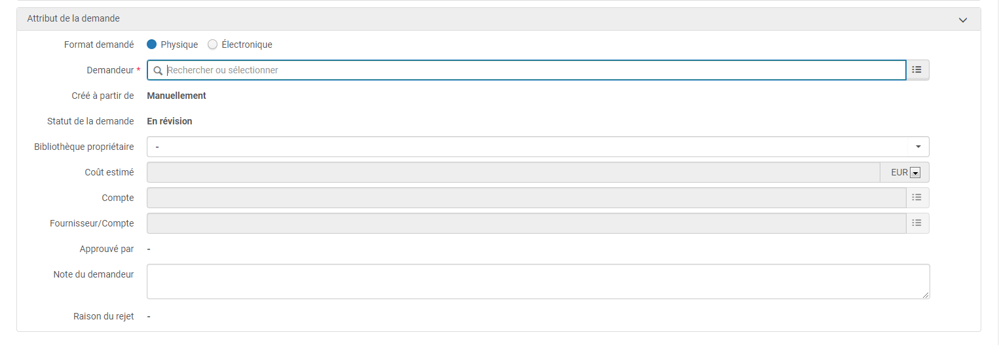 Attribut de la demande
Format demandé Physique Électronique
Demandeur * Rechercher ou sélectionner
Créé à partir de Manuellement
Statut de la demande En révision
Bibliothèque propriétaire -
Coût estimé EUR
Compte
Fournisseur/Compte
Approuvé par -
Note du demandeur
Raison du rejet -